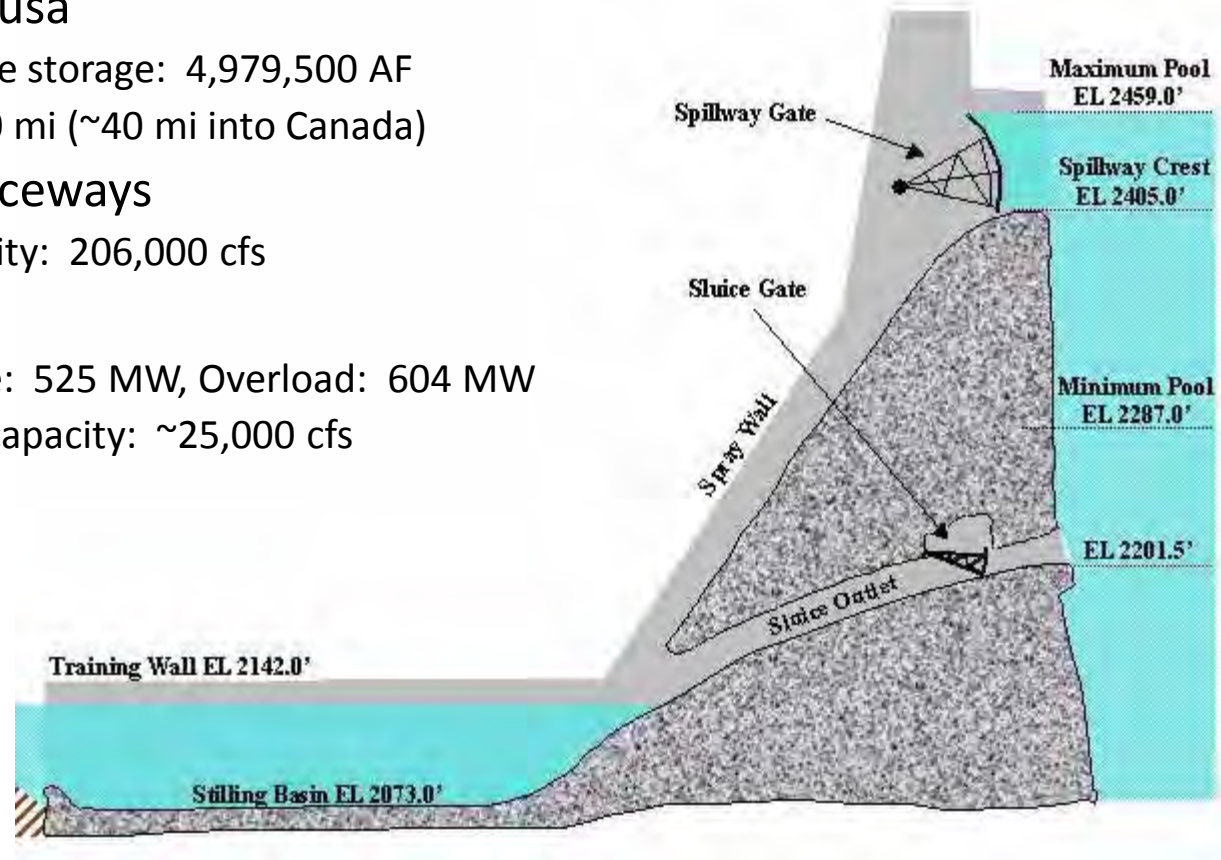 usa
e storage: 4,979,500 AF
0 mi (~40 mi into Canada)
ceways
ity: 206,000 cfs
e: 525 MW, Overload: 604 MW
capacity: ~25,000 cfs
Maximum Pool
EL 2459.0'
Spillway Gate
Spillway Crest
EL 2405.0'
Sluice Gate
Minimum Pool
EL 2287.0'
Spray Wall
EL 2201.5'
Sluice Outlet
Training Wall EL 2142.0'
Stilling Basin EL 2073.0'